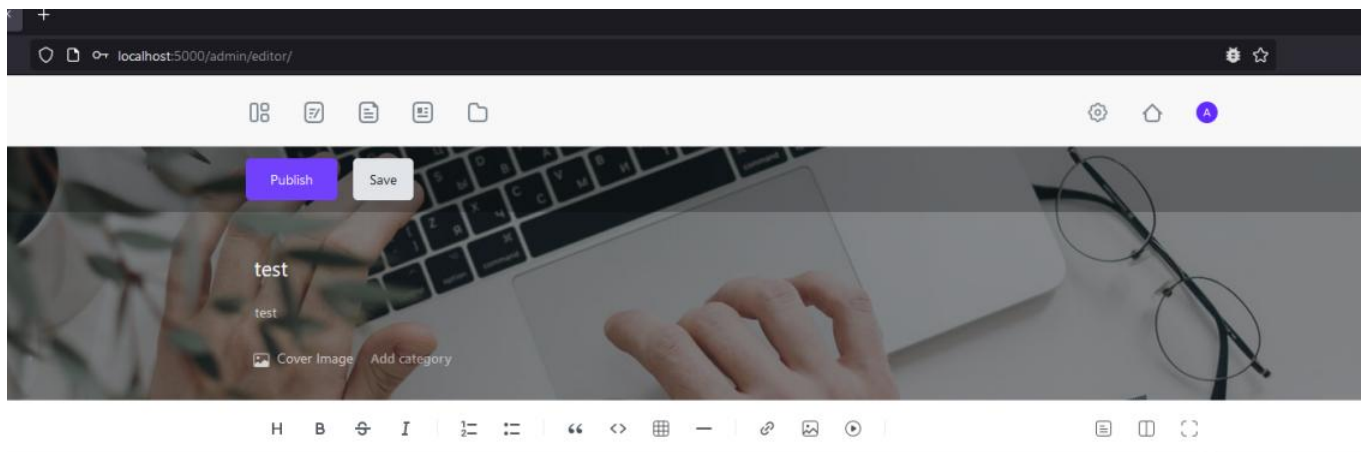 localhost:5000/admin/editor/
A
Publish Save
test
test
Cover Image Add category
H B S I